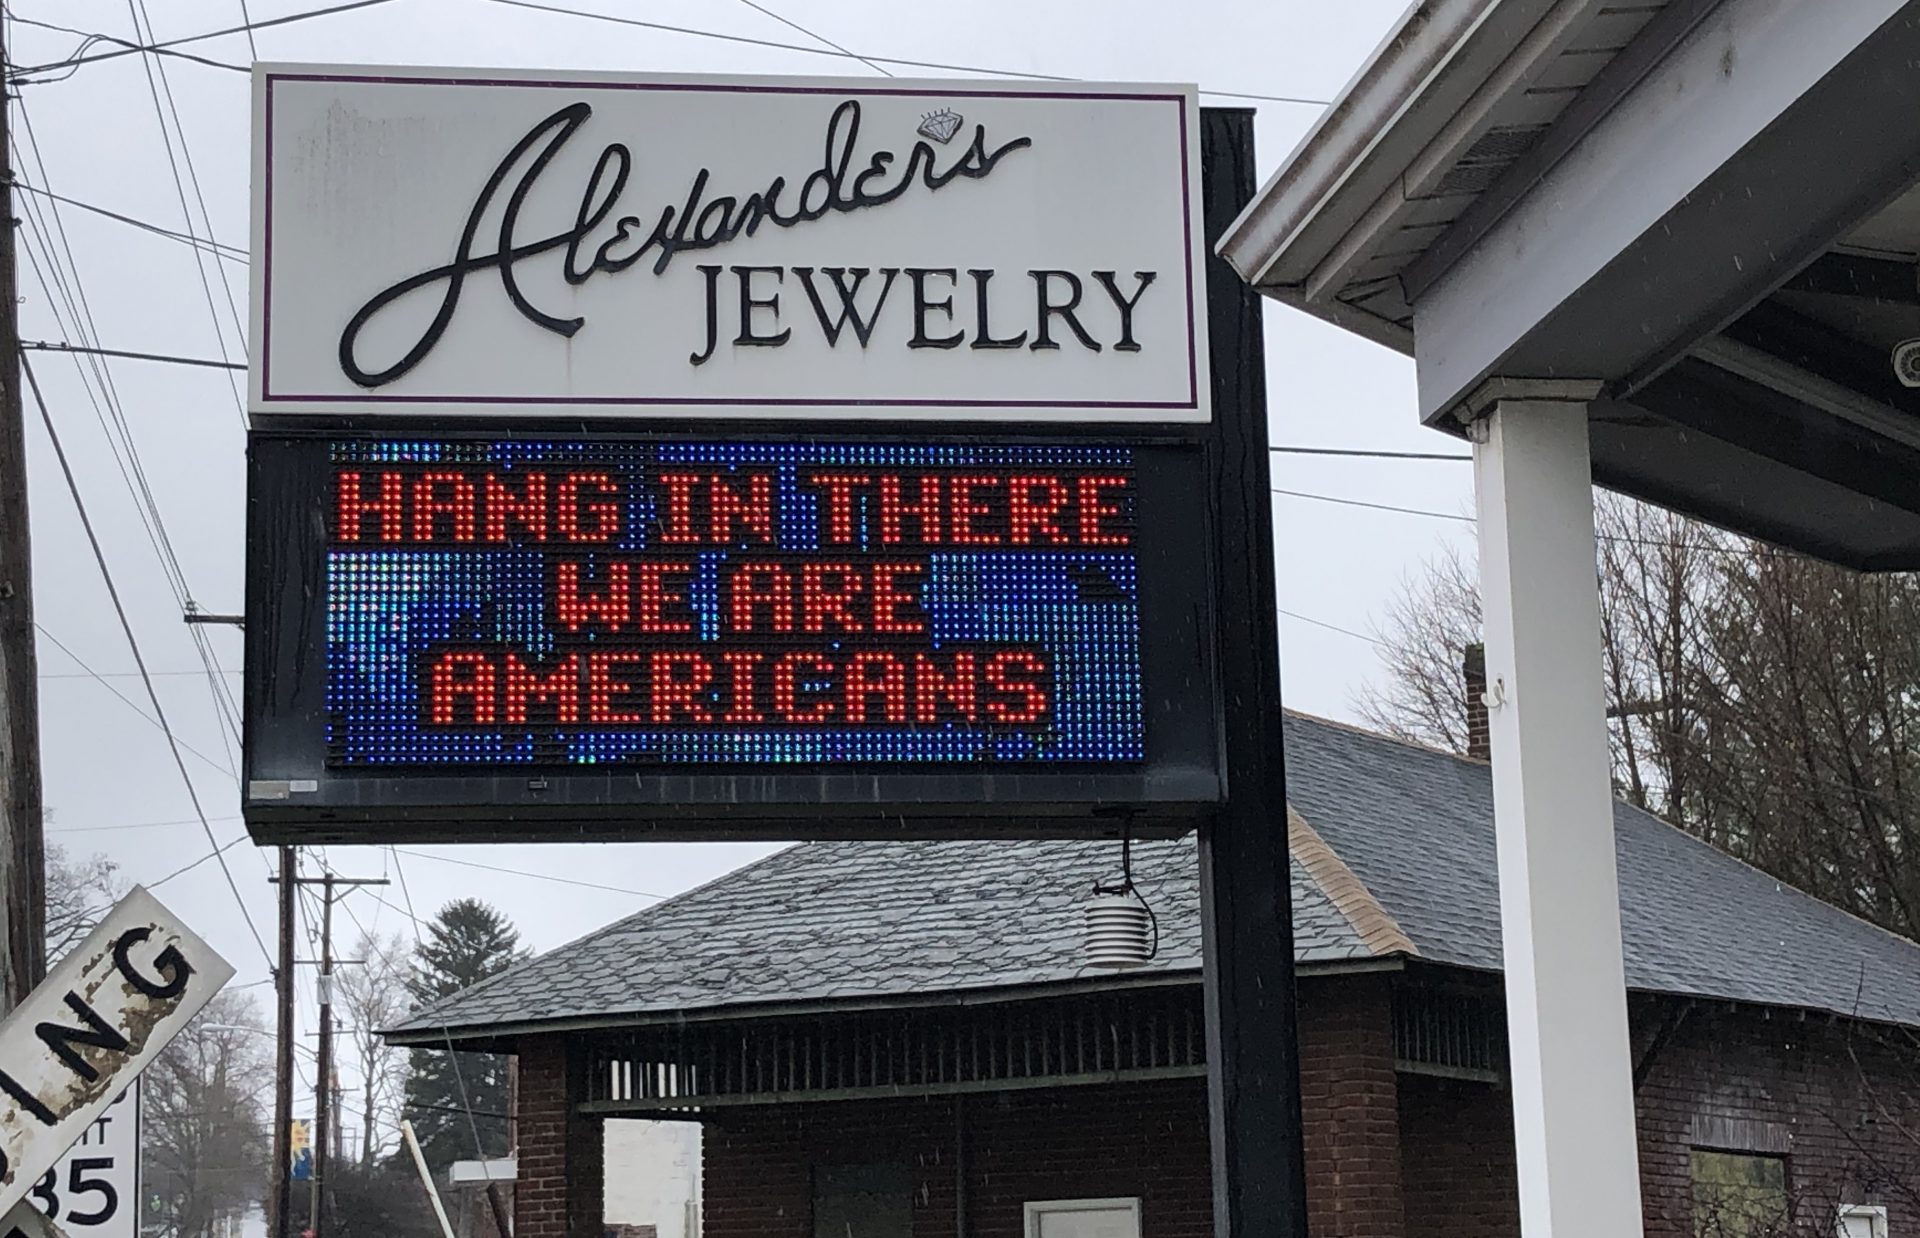 Alexander's
JEWELRY
HANG IN THERE
WE ARE
AMERICANS
ING
35